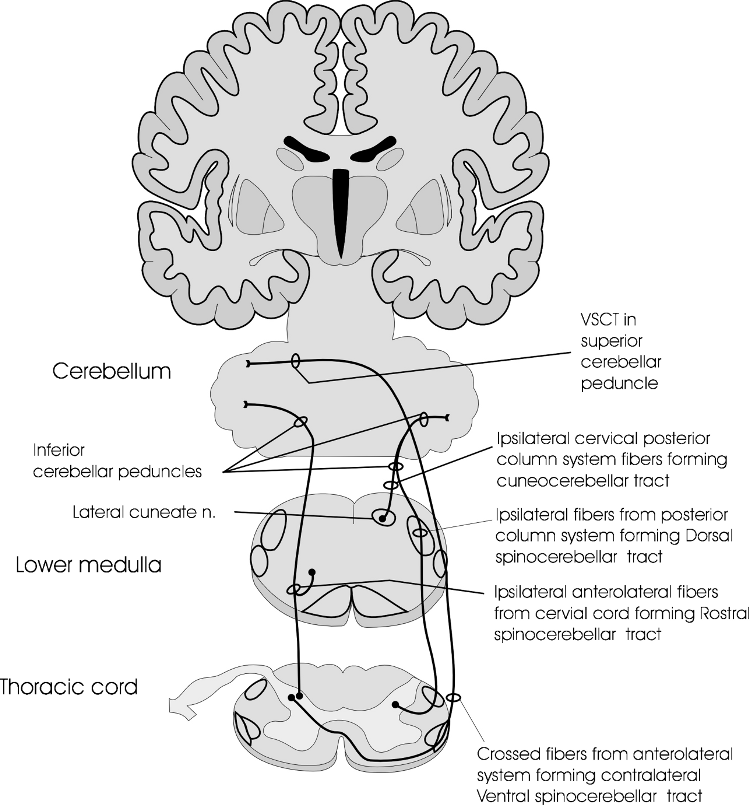 VSCT in
superior
cerebellar
peduncle
Cerebellum
Ipsilateral cervical posterior
column system fibers forming
cuneocerebellar tract
Inferior
cerebellar peduncles
Lateral cuneate n.
Ipsilateral fibers from posterior
column system forming Dorsal
spinocerebellar tract
Lower medulla
Ipsilateral anterolateral fibers
from cervial cord forming Rostral
spinocerebellar tract
Thoracic cord
Crossed fibers from anterolateral
system forming contralateral
Ventral spinocerebellar tract